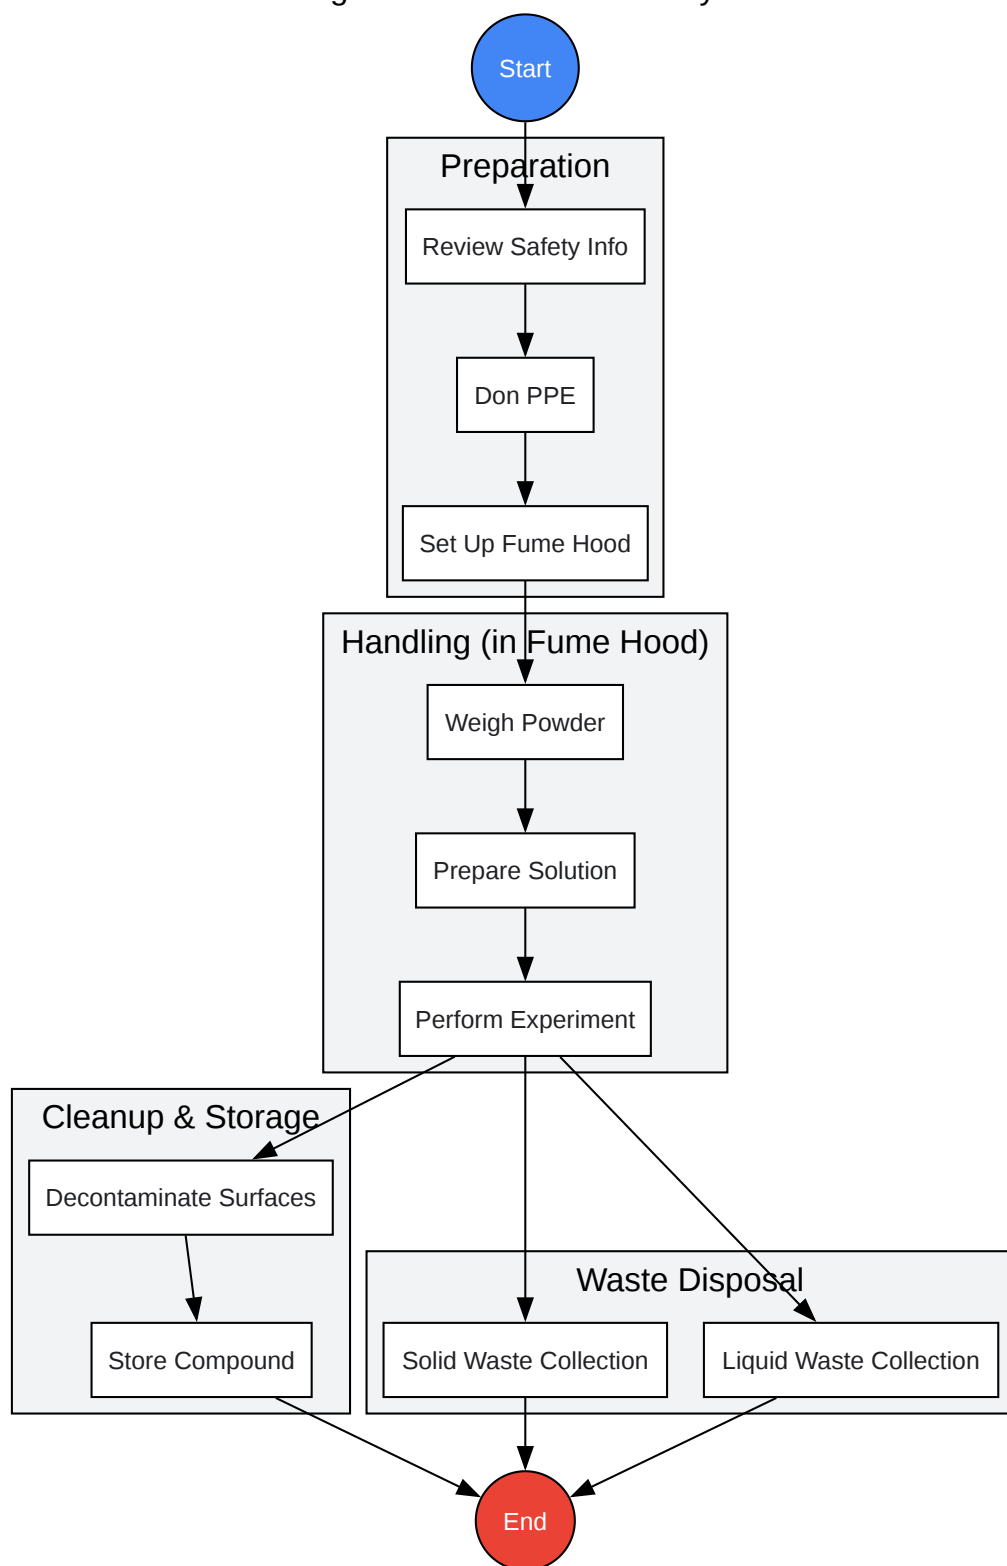 Start
Preparation
Review Safety Info
Don PPE
Set Up Fume Hood
Handling (in Fume Hood)
Weigh Powder
Prepare Solution
Perform Experiment
Cleanup & Storage
Decontaminate Surfaces
Waste Disposal
Store Compound
Solid Waste Collection
Liquid Waste Collection
End